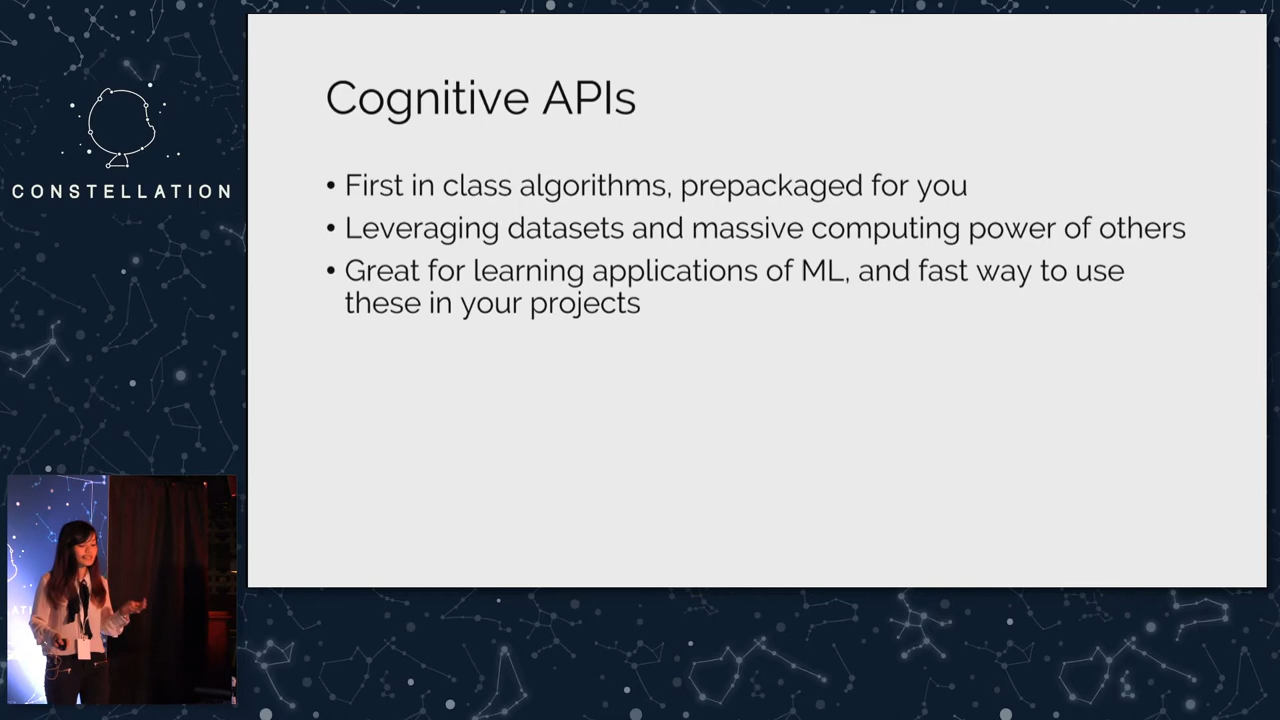 CONSTELLATION
Cognitive APIs
• First in class algorithms, prepackaged for you
• Leveraging datasets and massive computing power of others
• Great for learning applications of ML, and fast way to use
these in your projects